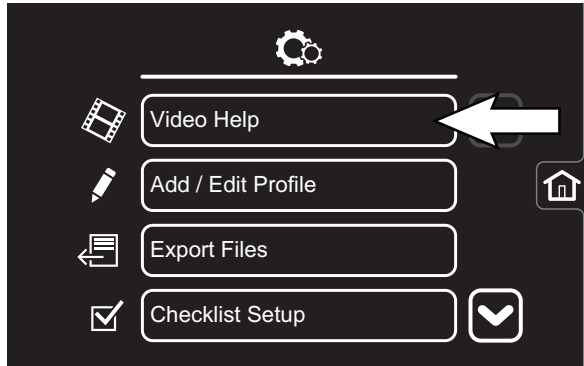 Video Help
Add / Edit Profile
Export Files
Checklist Setup